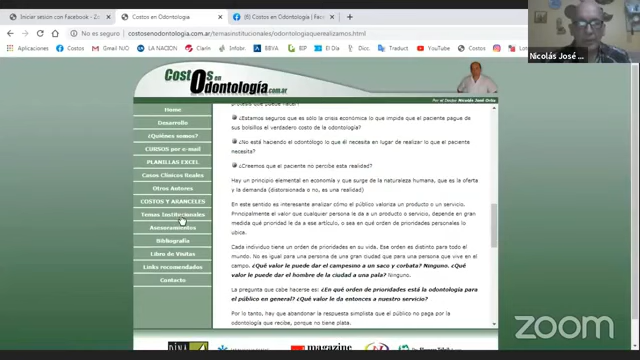 Iniciar sesión con Facebook - Zo
Costos en Odontología
(8) Costos en Odontología | Fac
No es seguro | costosenodontologia.com.ar/temasinstitucionales/odontologiaquerealizamos.html
Aplicaciones
Correo
Gmail NJO
LA NACION
Clarín
Infobae
BBVA
BDT
Contactos
Traducir
Drive
YouTube
M.Pago
Costos en Odontología.com.ar
Por el Doctor Nicolás José Ortiz
Home
Desarrollo
¿Quiénes somos?
CURSOS por e-mail
PLANILLAS EXCEL
Casos Clínicos finales
Otros Autores
COSTOS Y ARANCELES
Temas Institucionales
Asesoramientos
Bibliografía
Libro de Visitas
Links recomendados
Contacto
¿Estamos seguros que es sólo la crisis económica lo que impide que el paciente pague de
sus bolsillos el verdadero costo de la odontología?
¿No está haciendo el odontólogo que él necesita en lugar de realizar lo que el paciente
necesita?
¿Creemos que el paciente no percibe esta realidad?
Hay un principio elemental en economía y que surge de la naturaleza humana, que es la oferta
y la demanda (distorsionada o no, es una realidad)
En este sentido es interesante analizar cómo el público valoriza un producto o un servicio.
Principalmente el valor que cualquier persona le da a un producto o servicio, depende en gran
medida qué prioridad le da a ese artículo, o sea en qué orden de prioridades personales lo
ubica.
Cada individuo tiene un orden de prioridades en su vida. Ese orden es distinto para todo el
mundo. No es igual para una persona de una gran ciudad que para una persona que vive en el
campo. ¿Qué valor le puede dar el campesino a un saco y corbata? Ninguno. ¿Qué
valor le puede dar el hombre de la ciudad a una pala? Ninguno.
La pregunta que cabe hacerse es: ¿En qué orden de prioridades está la odontología para
el público en general? ¿Qué valor le da entonces a nuestro servicio?
Por lo tanto, hay que abandonar la respuesta simplista que el público no paga por la
odontología que recibe, porque no tiene plata.
magazine
Nicolás José M...
zoom